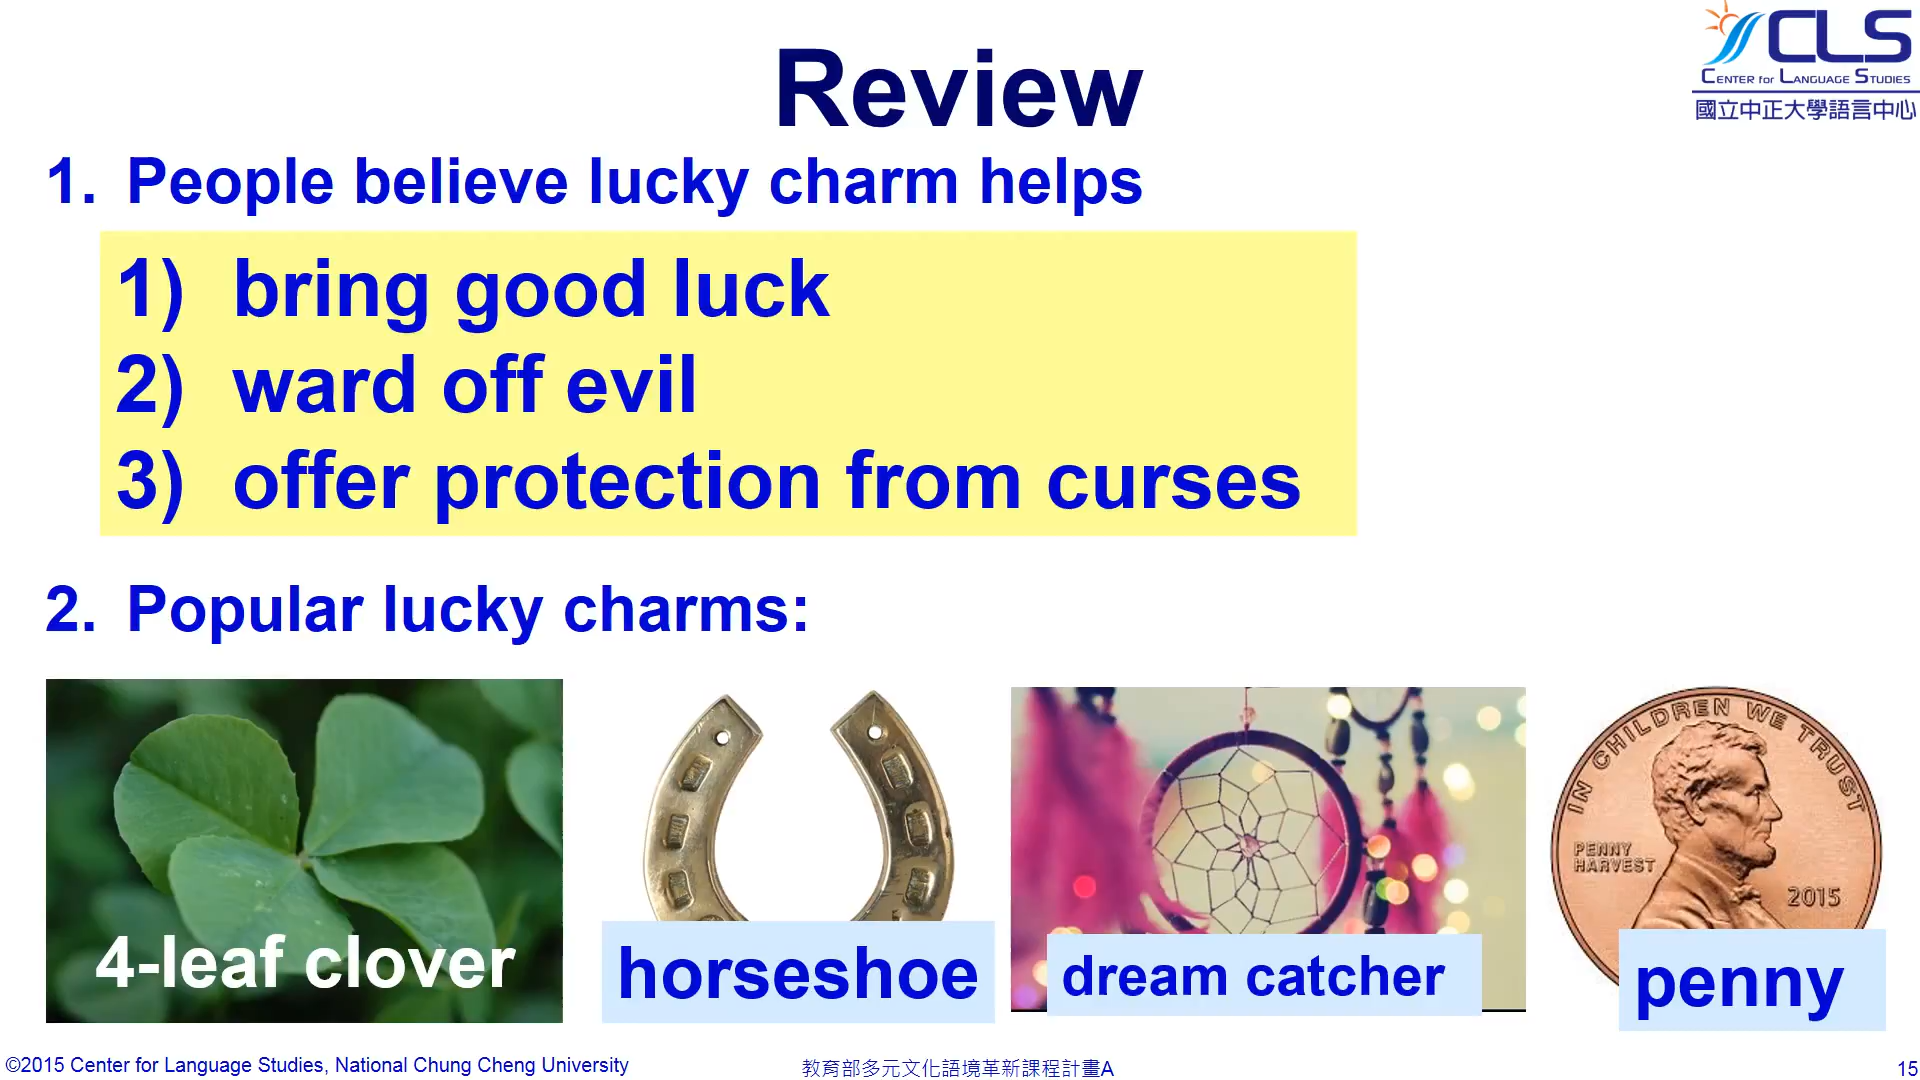 Review
CLS
CENTER for LANGUAGE STUDIES
國立中正大學語言中心
1. People believe lucky charm helps
1) bring good luck
2) ward off evil
3) offer protection from curses
2. Popular lucky charms:
4-leaf clover
horseshoe
dream catcher
IN CHILDREN WE TRUST
PENNY
HARVEST
2015
penny
©2015 Center for Language Studies, National Chung Cheng University
教育部多元文化語境革新課程計畫A
15